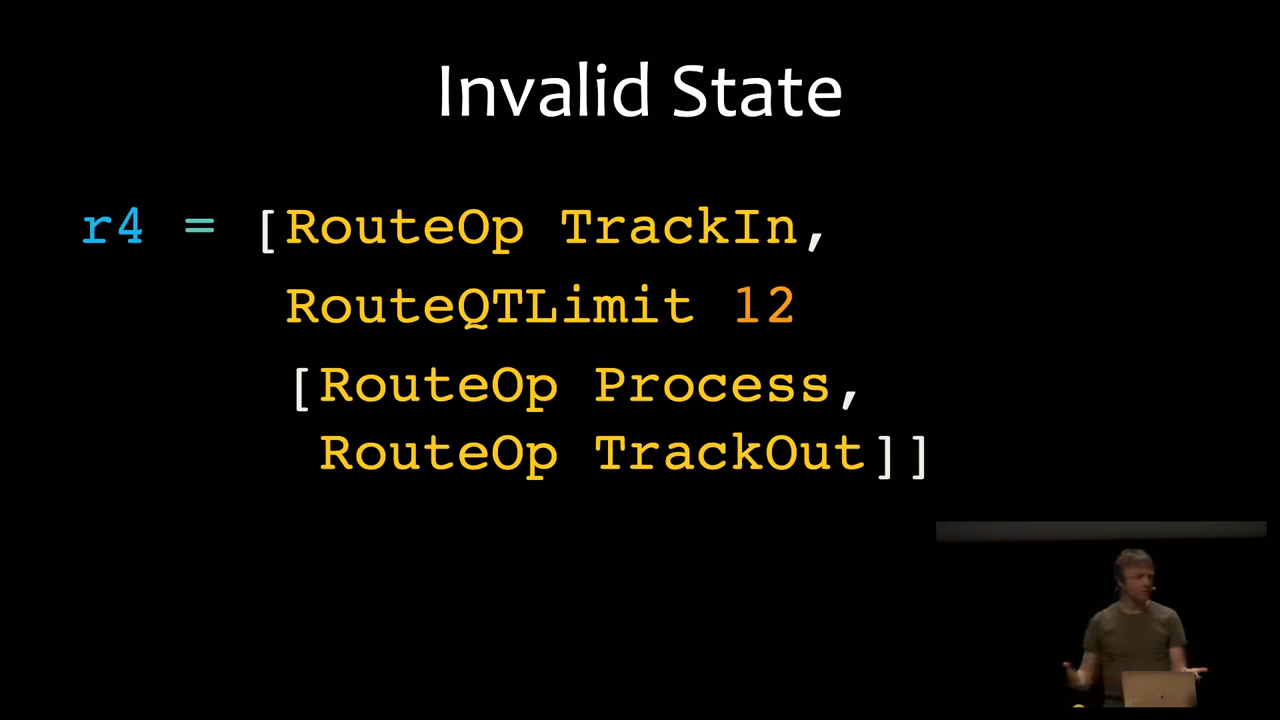 Invalid State
r4 = [RouteOp TrackIn,
RouteQTLimit 12
[RouteOp Process,
RouteOp TrackOut]]